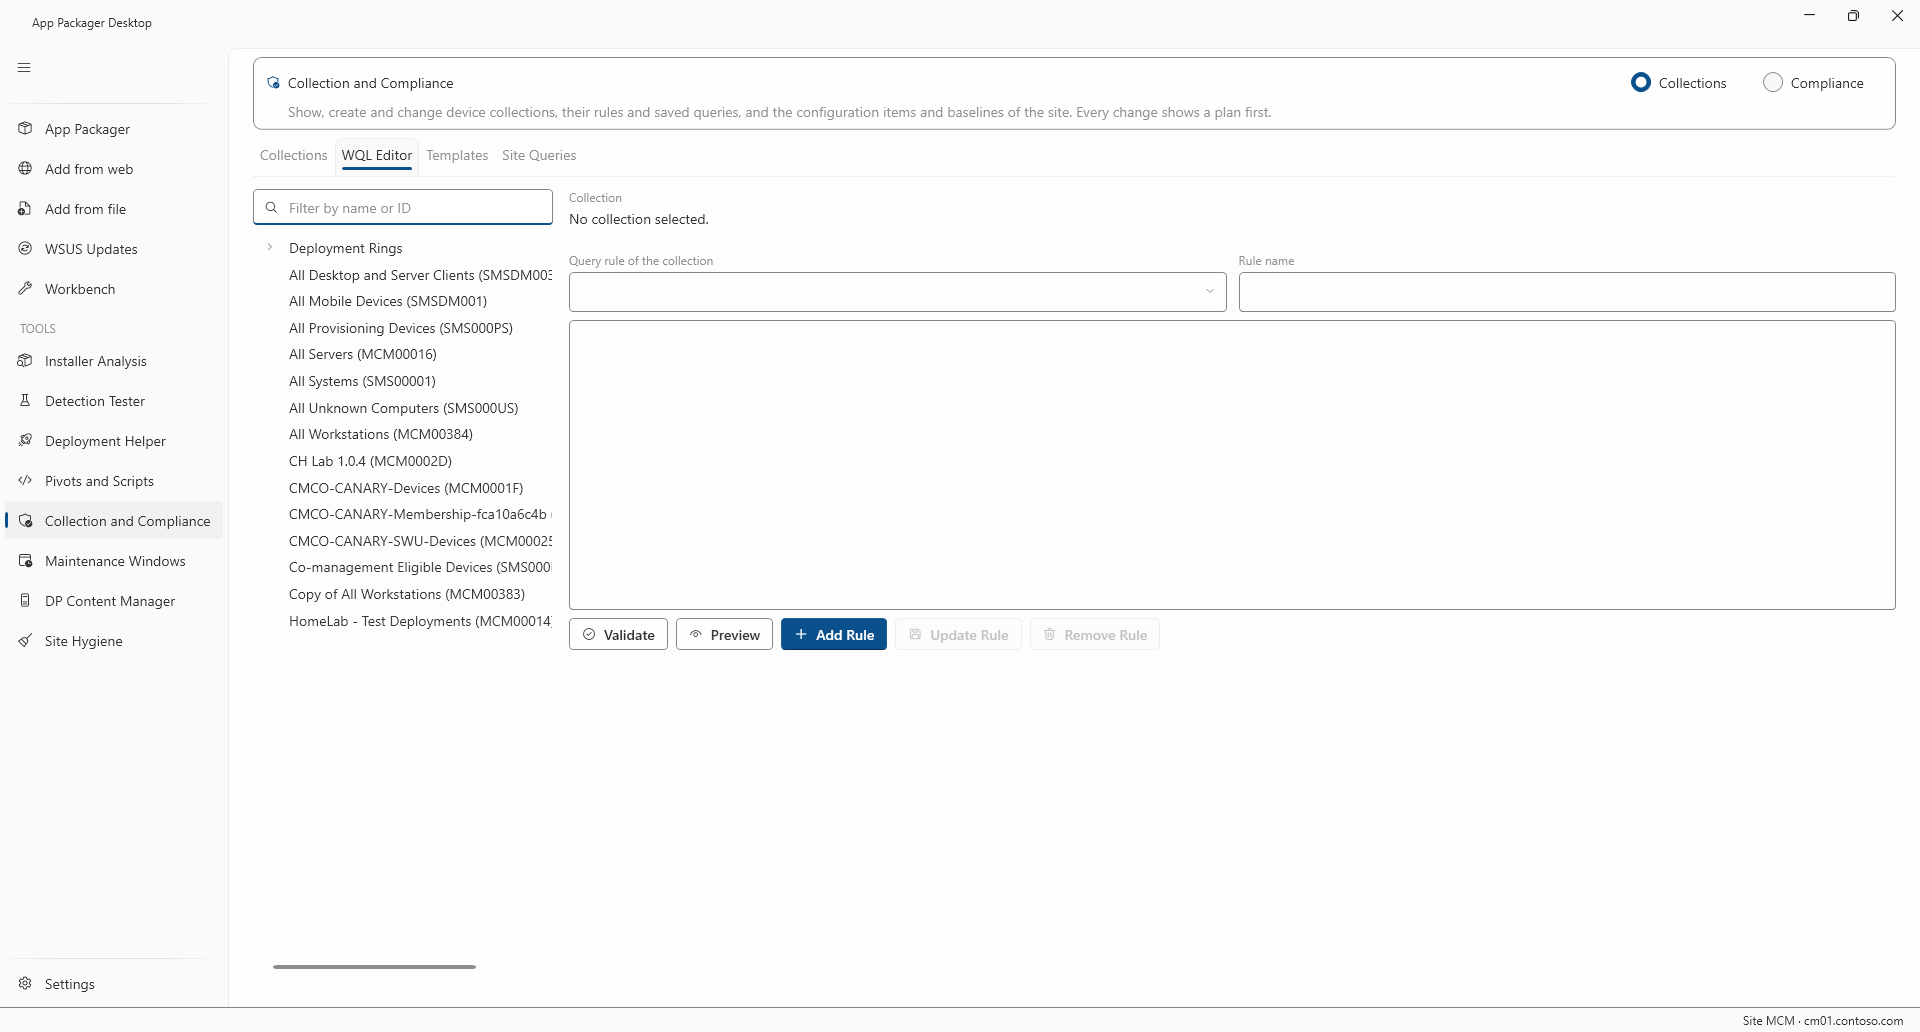 App Packager Desktop
App Packager
Add from web
Add from file
WSUS Updates
Workbench
TOOLS
Installer Analysis
Detection Tester
Deployment Helper
Pivots and Scripts
Collection and Compliance
Maintenance Windows
DP Content Manager
Site Hygiene
Settings
Collection and Compliance
Collections
Compliance
Show, create and change device collections, their rules and saved queries, and the configuration items and baselines of the site. Every change shows a plan first.
Collections
WQL Editor
Templates
Site Queries
Filter by name or ID
Deployment Rings
All Desktop and Server Clients (SMSDM003
All Mobile Devices (SMSDM001)
All Provisioning Devices (SMS000PS)
All Servers (MCM00016)
All Systems (SMS00001)
All Unknown Computers (SMS000US)
All Workstations (MCM00384)
CH Lab 1.0.4 (MCM0002D)
CMCO-CANARY-Devices (MCM0001F)
CMCO-CANARY-Membership-fca10a6c4b
CMCO-CANARY-SWU-Devices (MCM00025
Co-management Eligible Devices (SMS000
Copy of All Workstations (MCM00383)
HomeLab - Test Deployments (MCM00014)
Collection
No collection selected.
Query rule of the collection
Rule name
Validate
Preview
Add Rule
Update Rule
Remove Rule
Site MCM · cm01.contoso.com